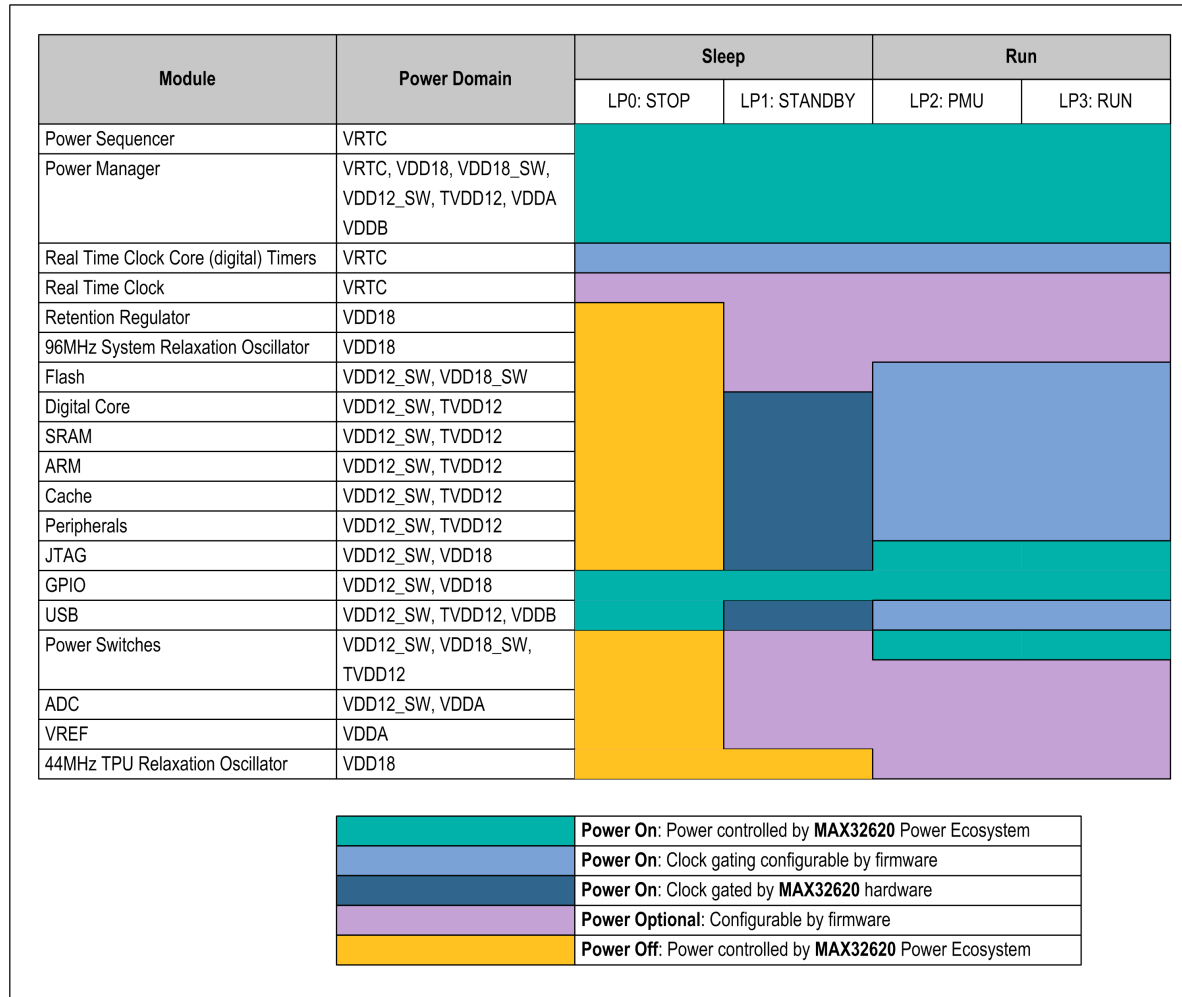 Module Power Domain Sleep Run
LP0: STOP LP1: STANDBY LP2: PMU LP3: RUN
Power Sequencer VRTC
Power Manager VRTC, VDD18, VDD18_SW,
VDD12_SW, TVDD12, VDDA
VDDB
Real Time Clock Core (digital) Timers VRTC
Real Time Clock VRTC
Retention Regulator VDD18
96MHz System Relaxation Oscillator VDD18
Flash VDD12_SW, VDD18_SW
Digital Core VDD12_SW, TVDD12
SRAM VDD12_SW, TVDD12
ARM VDD12_SW, TVDD12
Cache VDD12_SW, TVDD12
Peripherals VDD12_SW, TVDD12
JTAG VDD12_SW, VDD18
GPIO VDD12_SW, VDD18
USB VDD12_SW, TVDD12, VDDB
Power Switches VDD12_SW, VDD18_SW,
TVDD12
ADC VDD12_SW, VDDA
VREF VDDA
44MHz TPU Relaxation Oscillator VDD18
Power On: Power controlled by MAX32620 Power Ecosystem
Power On: Clock gating configurable by firmware
Power On: Clock gated by MAX32620 hardware
Power Optional: Configurable by firmware
Power Off: Power controlled by MAX32620 Power Ecosystem